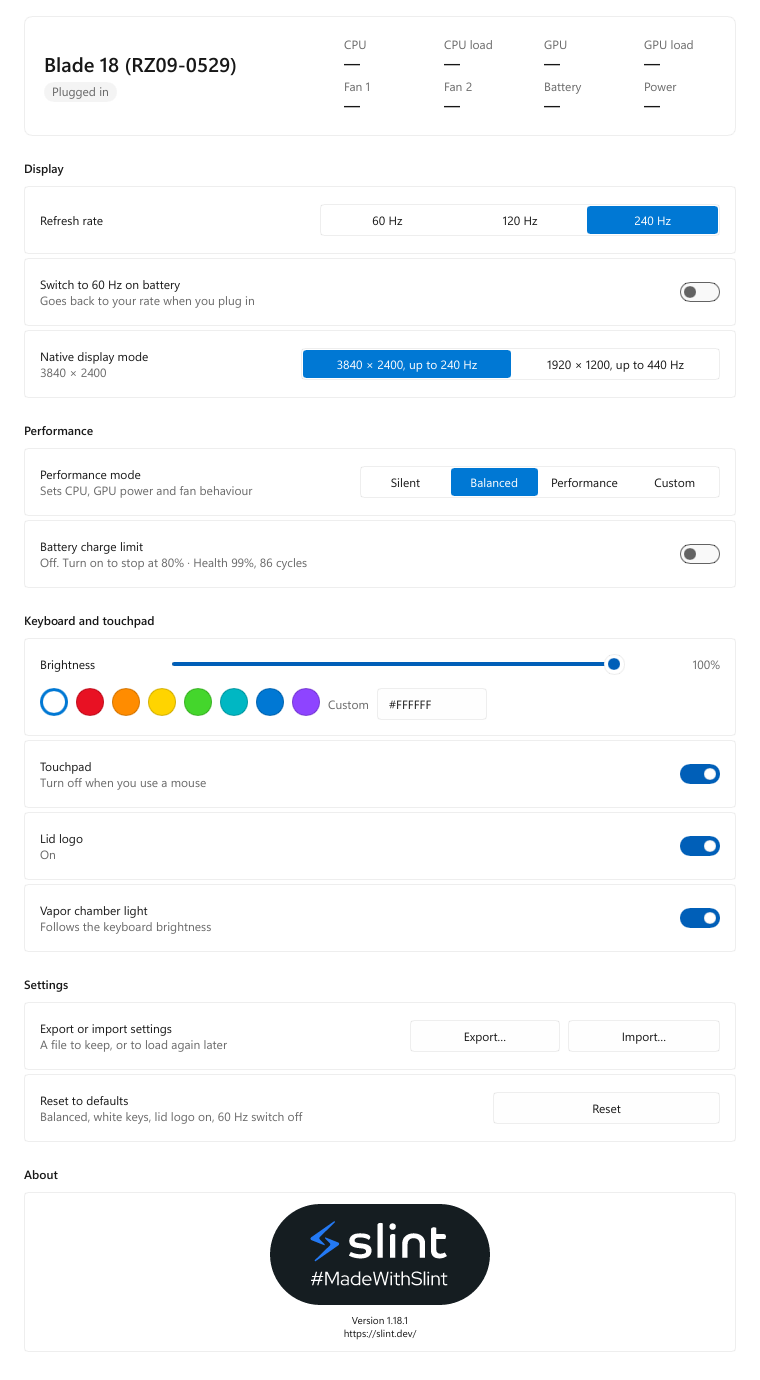 Blade 18 (RZ09-0529)
Plugged in
CPU CPU load GPU GPU load
— — — —
Fan 1 Fan 2 Battery Power
— — — —
Display
Refresh rate 60 Hz 120 Hz 240 Hz
Switch to 60 Hz on battery
Goes back to your rate when you plug in
Native display mode
3840 × 2400
3840 × 2400, up to 240 Hz 1920 × 1200, up to 440 Hz
Performance
Performance mode
Sets CPU, GPU power and fan behaviour
Silent Balanced Performance Custom
Battery charge limit
Off. Turn on to stop at 80% · Health 99%, 86 cycles
Keyboard and touchpad
Brightness 100%
Custom #FFFFFF
Touchpad
Turn off when you use a mouse
Lid logo
On
Vapor chamber light
Follows the keyboard brightness
Settings
Export or import settings
A file to keep, or to load again later
Export... Import...
Reset to defaults
Balanced, white keys, lid logo on, 60 Hz switch off
Reset
About
slint
#MadeWithSlint
Version 1.18.1
https://slint.dev/